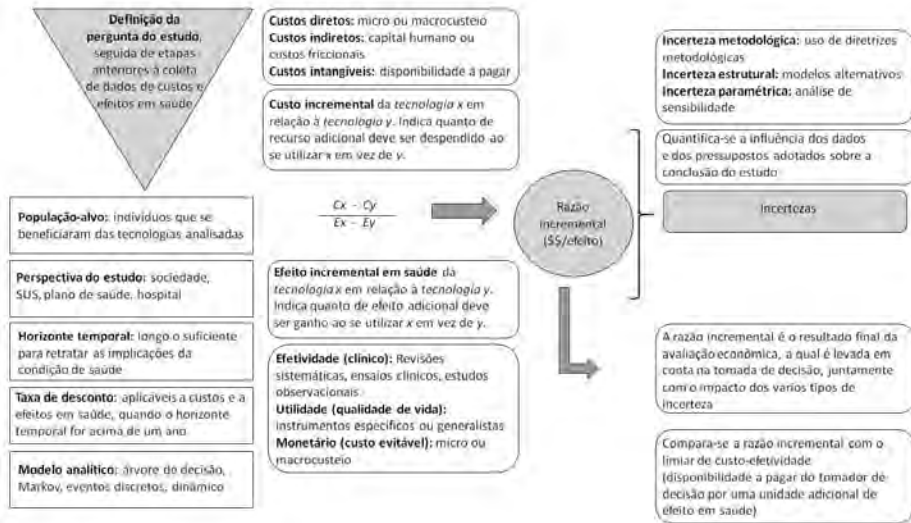 Definição da
pergunta do estudo,
seguida de etapas
anteriores à coleta
de dados de custos e
efeitos em saúde
População-alvo: indivíduos que se
beneficiaram das tecnologias analisadas
Perspectiva do estudo: sociedade,
SUS, plano de saúde, hospital
Horizonte temporal: longo o suficiente
para retratar as implicações da
condição de saúde
Taxa de desconto: aplicáveis a custos e a
efeitos em saúde, quando o horizonte
temporal for acima de um ano
Modelo analítico: árvore de decisão,
Markov, eventos discretos, dinâmico
Custos diretos: micro ou macrocusteio
Custos indiretos: capital humano ou
custos friccionais
Custos intangíveis: disponibilidade à pagar
Custo incremental da tecnologia x em
relação à tecnologia y. Indica quanto de
recurso adicional deve ser despendido ao
se utilizar x em vez de y.
Cx - Cy
Ex - Ey
Efeito incremental em saúde da
tecnologia x em relação à tecnologia y.
Indica quanto de efeito adicional deve
ser ganho ao se utilizar x em vez de y.
Efetividade (clínico): Revisões
sistemáticas, ensaios clínicos, estudos
observacionais
Utilidade (qualidade de vida):
instrumentos específicos ou generalistas
Monetário (custo evitável): micro ou
macrocusteio
Razão
incremental
($$/efeito)
Incerteza metodológica: uso de diretrizes
metodológicas
Incerteza estrutural: modelos alternativos
Incerteza paramétrica: análise de
sensibilidade
Quantifica-se a influência dos dados
e dos pressupostos adotados sobre a
conclusão do estudo
Incertezas
A razão incremental é o resultado final da
avaliação econômica, a qual é levada em
conta na tomada de decisão, juntamente
com o impacto dos vários tipos de
incerteza
Compara-se a razão incremental com o
limiar de custo-efetividade
(disponibilidade a pagar do tomador de
decisão por uma unidade adicional de
efeito em saúde)